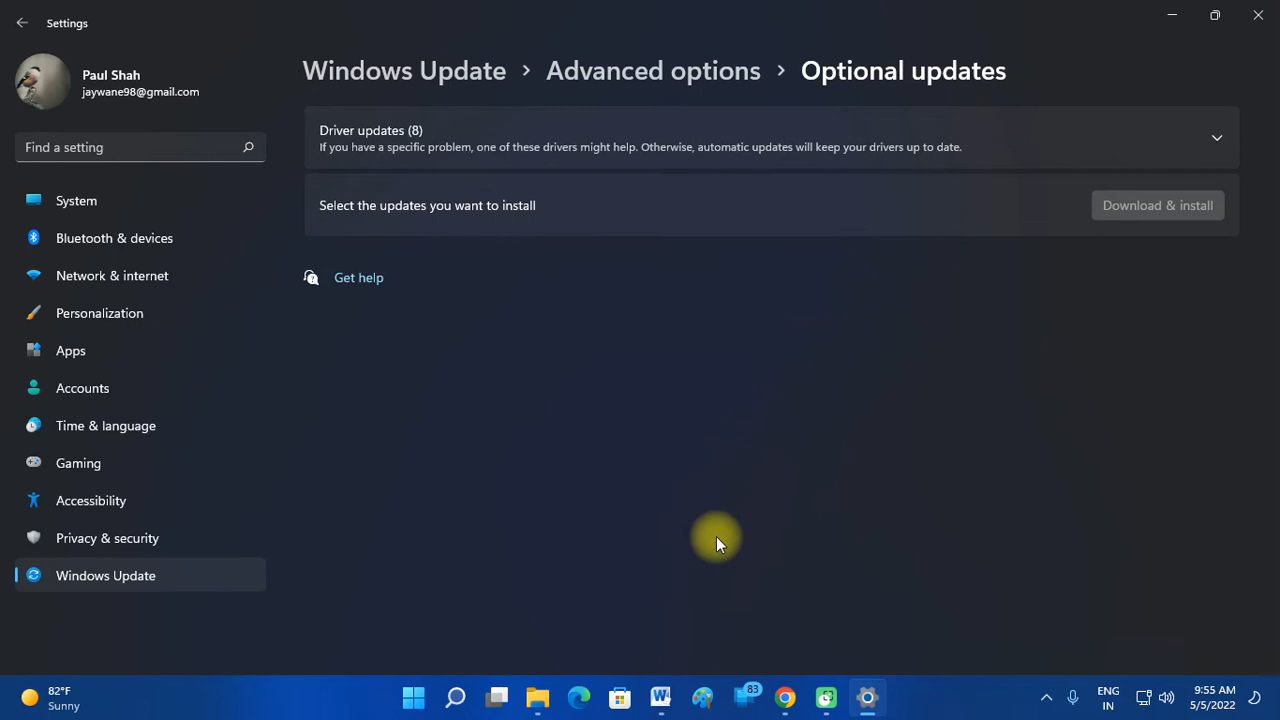 Settings
Paul Shah
jaywane98@gmail.com
Find a setting
System
Bluetooth & devices
Network & internet
Personalization
Apps
Accounts
Time & language
Gaming
Accessibility
Privacy & security
Windows Update
Windows Update > Advanced options > Optional updates
Driver updates (8)
If you have a specific problem, one of these drivers might help. Otherwise, automatic updates will keep your drivers up to date.
Select the updates you want to install
Download & install
Get help
82°F
Sunny
W
83
ENG
IN
9:55 AM
5/5/2022